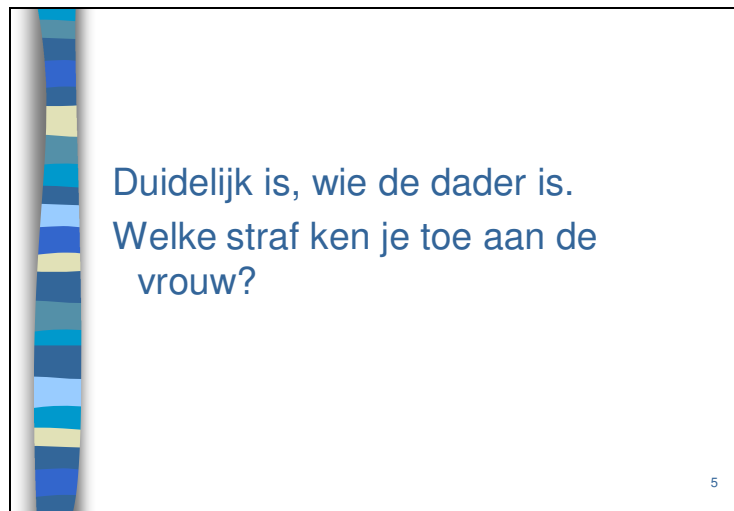 Duidelijk is, wie de dader is.
Welke straf ken je toe aan de
vrouw?
5